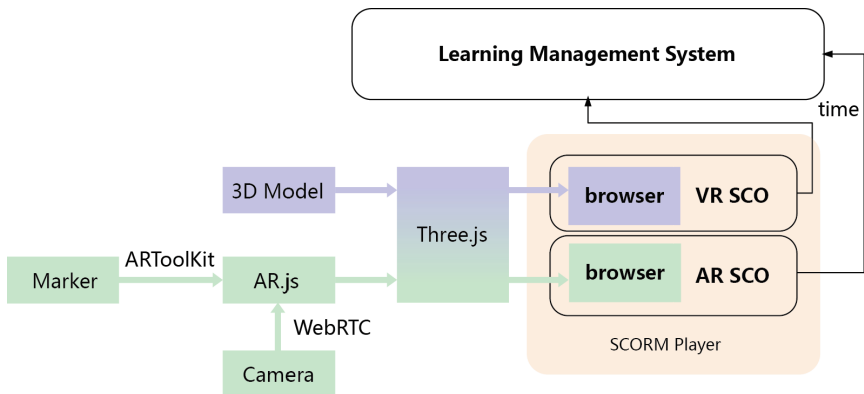 Learning Management System
time
3D Model
Three.js
browser
VR SCO
Marker
ARToolKit
AR.js
browser
AR SCO
WebRTC
Camera
SCORM Player